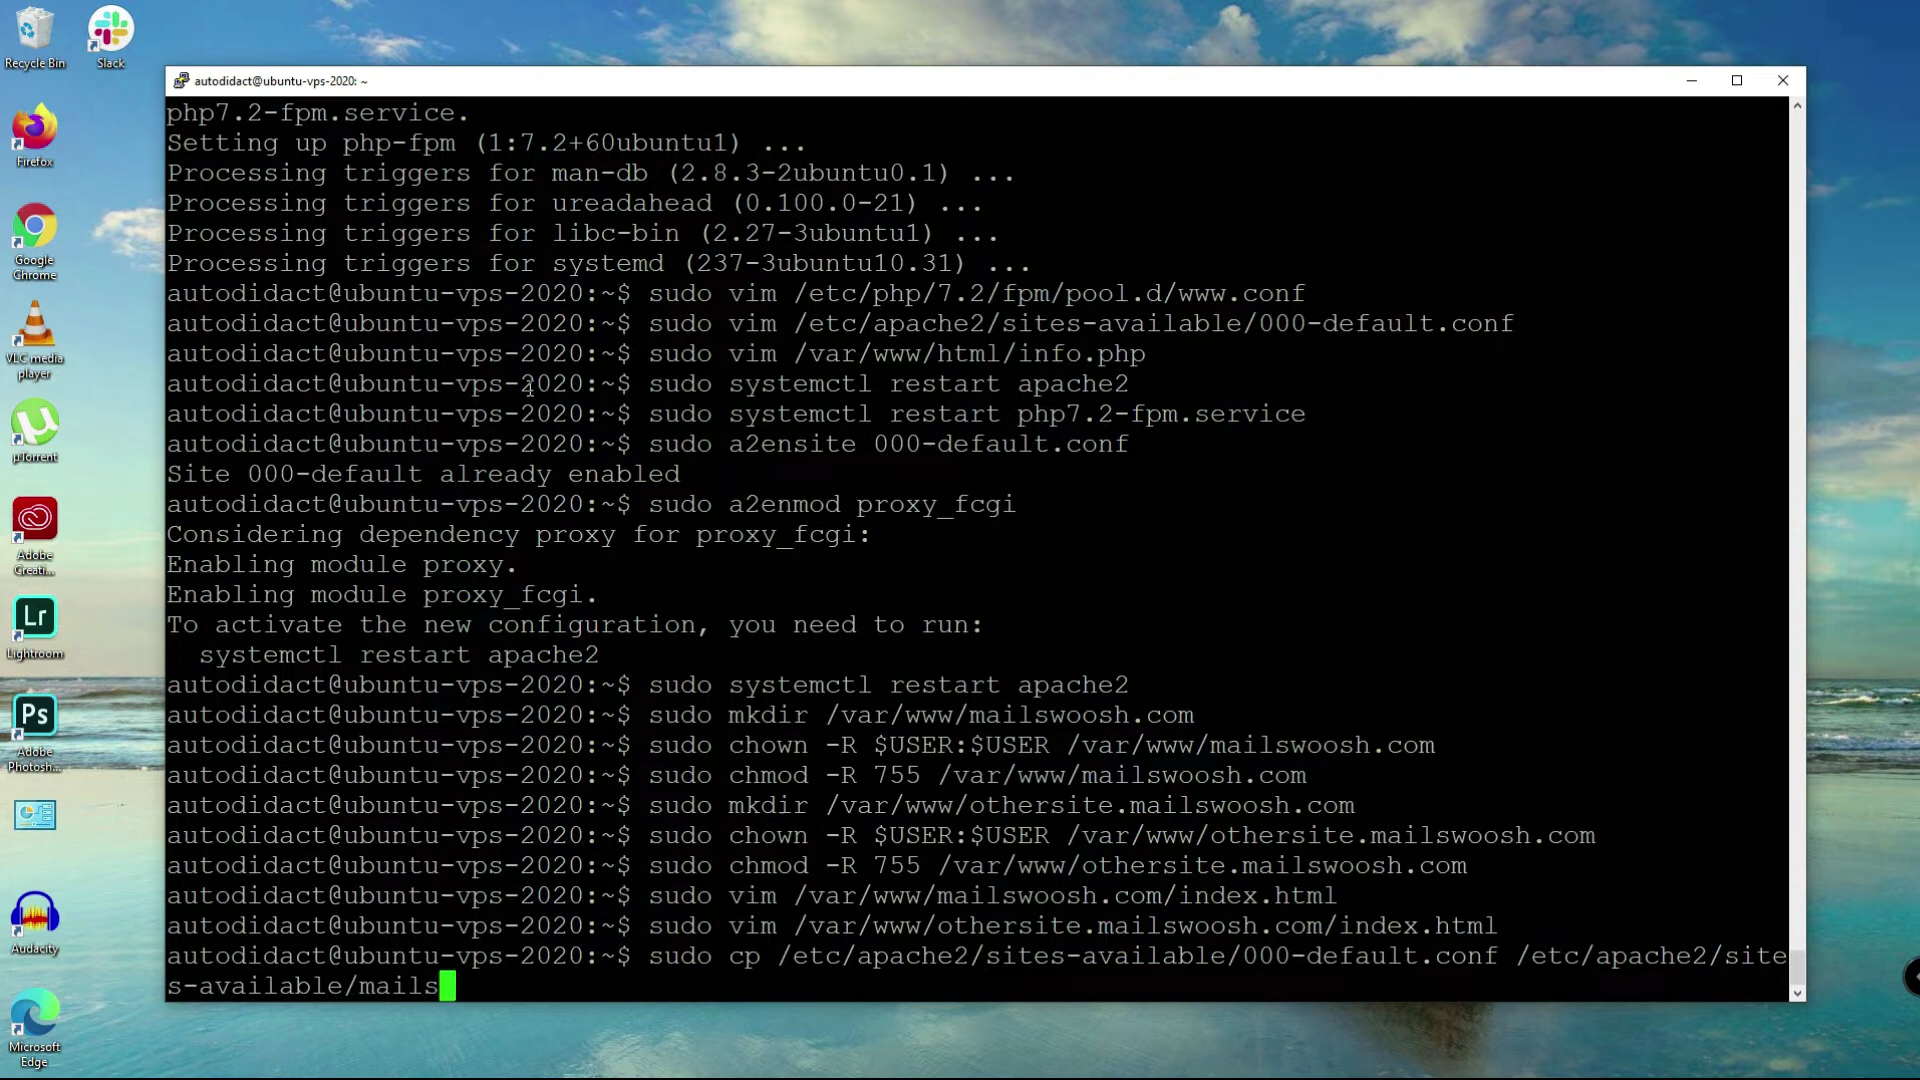 Recycle Bin
Slack
Firefox
Google
Chrome
VLC media
player
µTorrent
Adobe
Creati...
Lr
Lightroom
Ps
Adobe
Photosh...
Audacity
Microsoft
Edge
autodidact@ubuntu-vps-2020: ~
php7.2-fpm.service.
Setting up php-fpm (1:7.2+60ubuntu1) ...
Processing triggers for man-db (2.8.3-2ubuntu0.1) ...
Processing triggers for ureadahead (0.100.0-21) ...
Processing triggers for libc-bin (2.27-3ubuntu1) ...
Processing triggers for systemd (237-3ubuntu10.31) ...
autodidact@ubuntu-vps-2020:~$ sudo vim /etc/php/7.2/fpm/pool.d/www.conf
autodidact@ubuntu-vps-2020:~$ sudo vim /etc/apache2/sites-available/000-default.conf
autodidact@ubuntu-vps-2020:~$ sudo vim /var/www/html/info.php
autodidact@ubuntu-vps-2020:~$ sudo systemctl restart apache2
autodidact@ubuntu-vps-2020:~$ sudo systemctl restart php7.2-fpm.service
autodidact@ubuntu-vps-2020:~$ sudo a2ensite 000-default.conf
Site 000-default already enabled
autodidact@ubuntu-vps-2020:~$ sudo a2enmod proxy_fcgi
Considering dependency proxy for proxy_fcgi:
Enabling module proxy.
Enabling module proxy_fcgi.
To activate the new configuration, you need to run:
  systemctl restart apache2
autodidact@ubuntu-vps-2020:~$ sudo systemctl restart apache2
autodidact@ubuntu-vps-2020:~$ sudo mkdir /var/www/mailswoosh.com
autodidact@ubuntu-vps-2020:~$ sudo chown -R $USER:$USER /var/www/mailswoosh.com
autodidact@ubuntu-vps-2020:~$ sudo chmod -R 755 /var/www/mailswoosh.com
autodidact@ubuntu-vps-2020:~$ sudo mkdir /var/www/othersite.mailswoosh.com
autodidact@ubuntu-vps-2020:~$ sudo chown -R $USER:$USER /var/www/othersite.mailswoosh.com
autodidact@ubuntu-vps-2020:~$ sudo chmod -R 755 /var/www/othersite.mailswoosh.com
autodidact@ubuntu-vps-2020:~$ sudo vim /var/www/mailswoosh.com/index.html
autodidact@ubuntu-vps-2020:~$ sudo vim /var/www/othersite.mailswoosh.com/index.html
autodidact@ubuntu-vps-2020:~$ sudo cp /etc/apache2/sites-available/000-default.conf /etc/apache2/site
s-available/mails